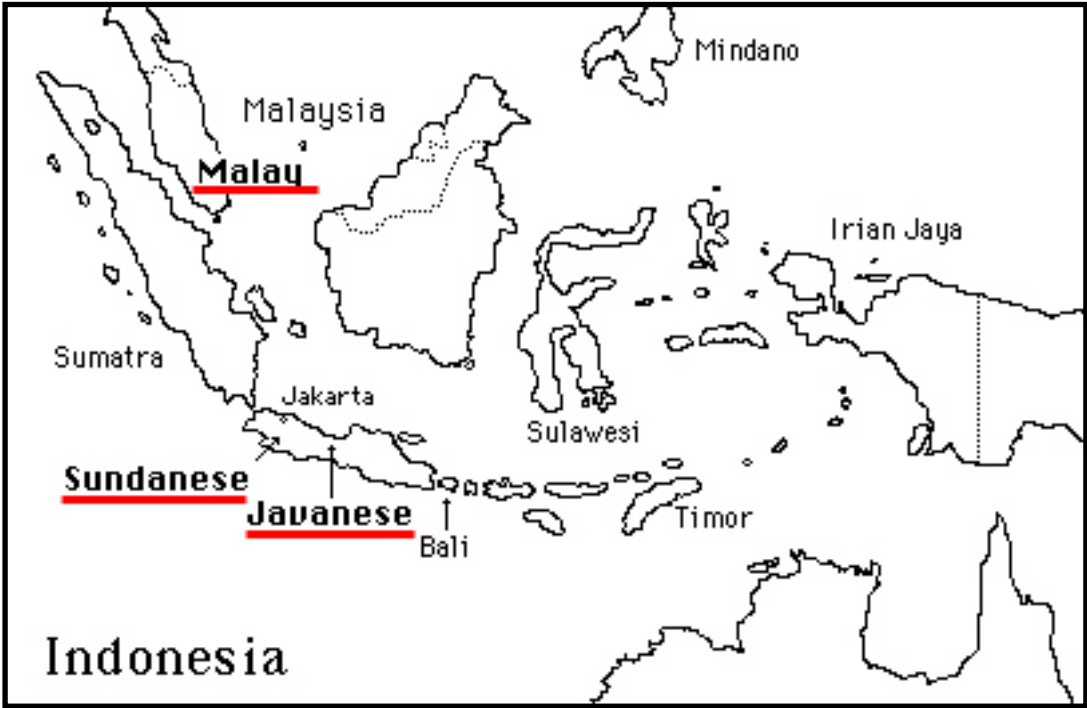 Mindano
Malaysia
Malay
Irian Jaya
Sumatra
Jakarta
Sulawesi
Sundanese
Javanese
Timor
Bali
Indonesia